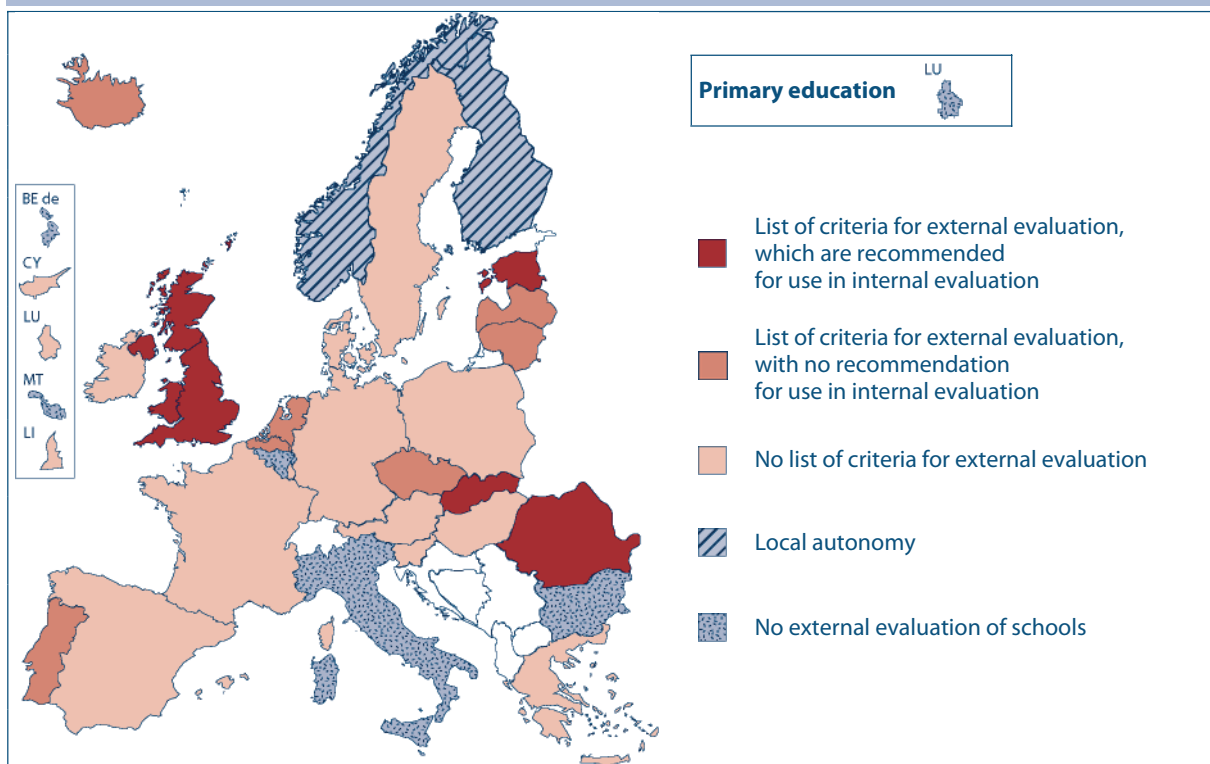 LU
Primary education
BE de
CY
LU
MT
LI
List of criteria for external evaluation,
which are recommended
for use in internal evaluation
List of criteria for external evaluation,
with no recommendation
for use in internal evaluation
No list of criteria for external evaluation
Local autonomy
No external evaluation of schools